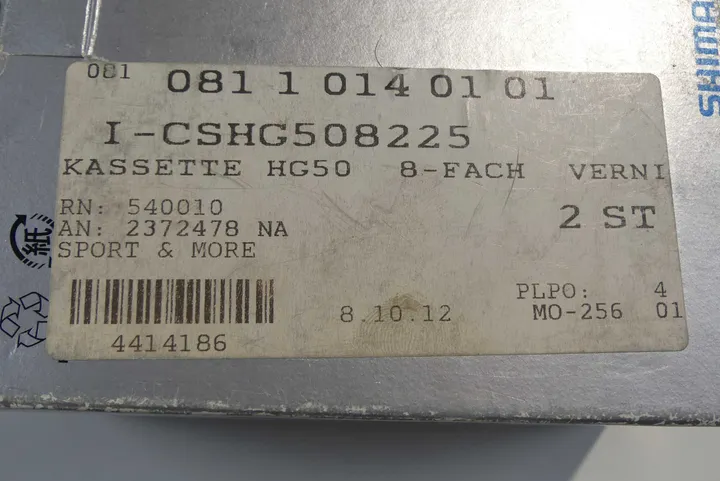 081
081 1 014 01 01
I-CSHG508225
KASSETTE HG50 8-FACH VERNI
RN: 540010
AN: 2372478 NA
2 ST
SPORT & MORE
4414186
8.10.12
PLPO: 4
MO-256 01
紙
SHIMA